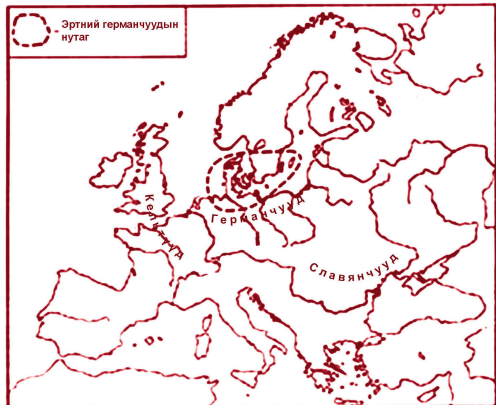 Эртний германчуудын
нутаг
Кельтүүд
Германчууд
Славянчууд